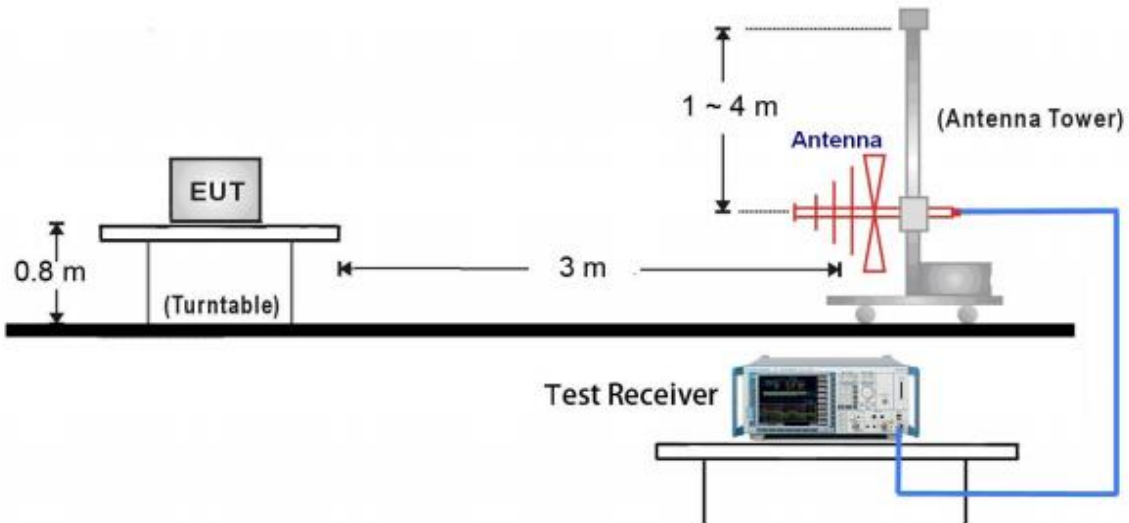 1 ~ 4 m
(Antenna Tower)
Antenna
EUT
0.8 m
3 m
(Turntable)
Test Receiver